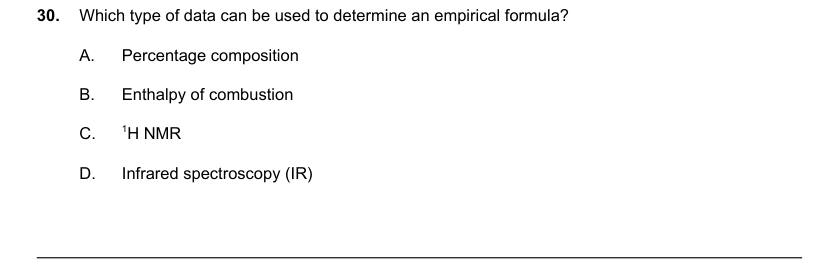 30. Which type of data can be used to determine an empirical formula?
A. Percentage composition
B. Enthalpy of combustion
C. ¹H NMR
D. Infrared spectroscopy (IR)